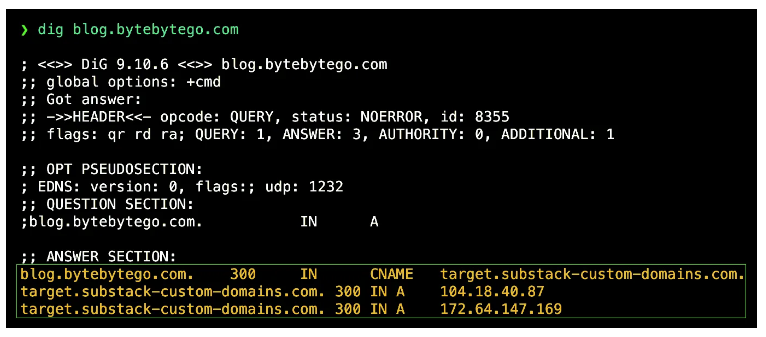 ❯ dig blog.bytebytego.com
; <<>> DiG 9.10.6 <<>> blog.bytebytego.com
;; global options: +cmd
;; Got answer:
;; ->>HEADER<<- opcode: QUERY, status: NOERROR, id: 8355
;; flags: qr rd ra; QUERY: 1, ANSWER: 3, AUTHORITY: 0, ADDITIONAL: 1
;; OPT PSEUDOSECTION:
; EDNS: version: 0, flags:; udp: 1232
;; QUESTION SECTION:
;blog.bytebytego.com. IN A
;; ANSWER SECTION:
blog.bytebytego.com. 300 IN CNAME target.substack-custom-domains.com.
target.substack-custom-domains.com. 300 IN A 104.18.40.87
target.substack-custom-domains.com. 300 IN A 172.64.147.169